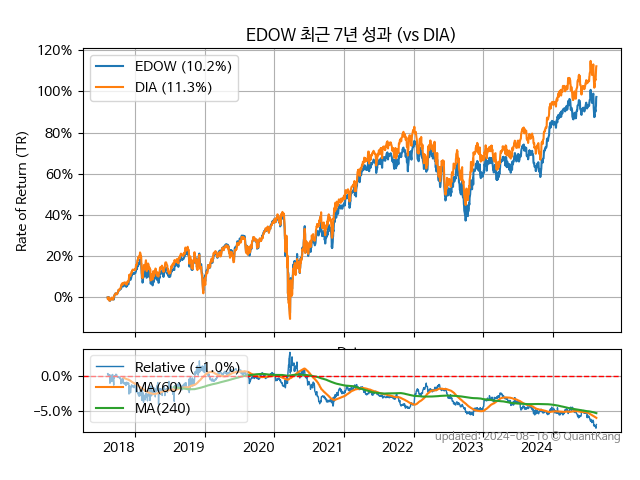 EDOW 최근 7년 성과 (vs DIA)
120%
100%
80%
60%
40%
20%
0%
Rate of Return (TR)
EDOW (10.2%)
DIA (11.3%)
0.0%
−5.0%
Relative (−1.0%)
MA(60)
MA(240)
2018 2019 2020 2021 2022 2023 2024
updated: 2024-08-16 © QuantKang